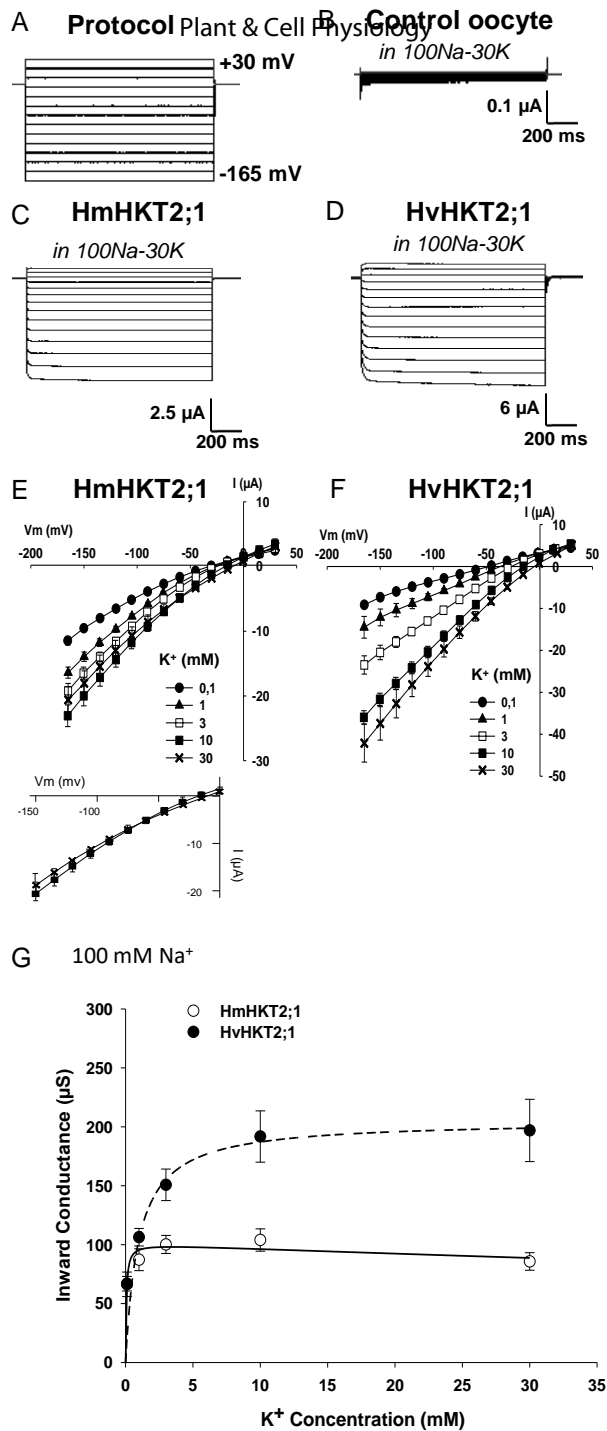 Plant & Cell Physiology
A
Protocol
+30 mV
-165 mV
B
Control oocyte
in 100Na-30K
0.1 µA
200 ms
C
HmHKT2;1
in 100Na-30K
2.5 µA
200 ms
D
HvHKT2;1
in 100Na-30K
6 µA
200 ms
E
HmHKT2;1
I (µA)
Vm (mV)
-200 -150 -100 -50 0 50
10
0
-10
-20
-30
K⁺ (mM)
0,1
1
3
10
30
Vm (mv)
-150 -100
-10
-20
I (µA)
F
HvHKT2;1
I (µA)
Vm (mV)
-200 -150 -100 -50 0 50
10
0
-10
-20
-30
-40
-50
K⁺ (mM)
0,1
1
3
10
30
G
100 mM Na⁺
HmHKT2;1
HvHKT2;1
Inward Conductance (µS)
300
250
200
150
100
50
0
0 5 10 15 20 25 30
K⁺ Concentration (mM)